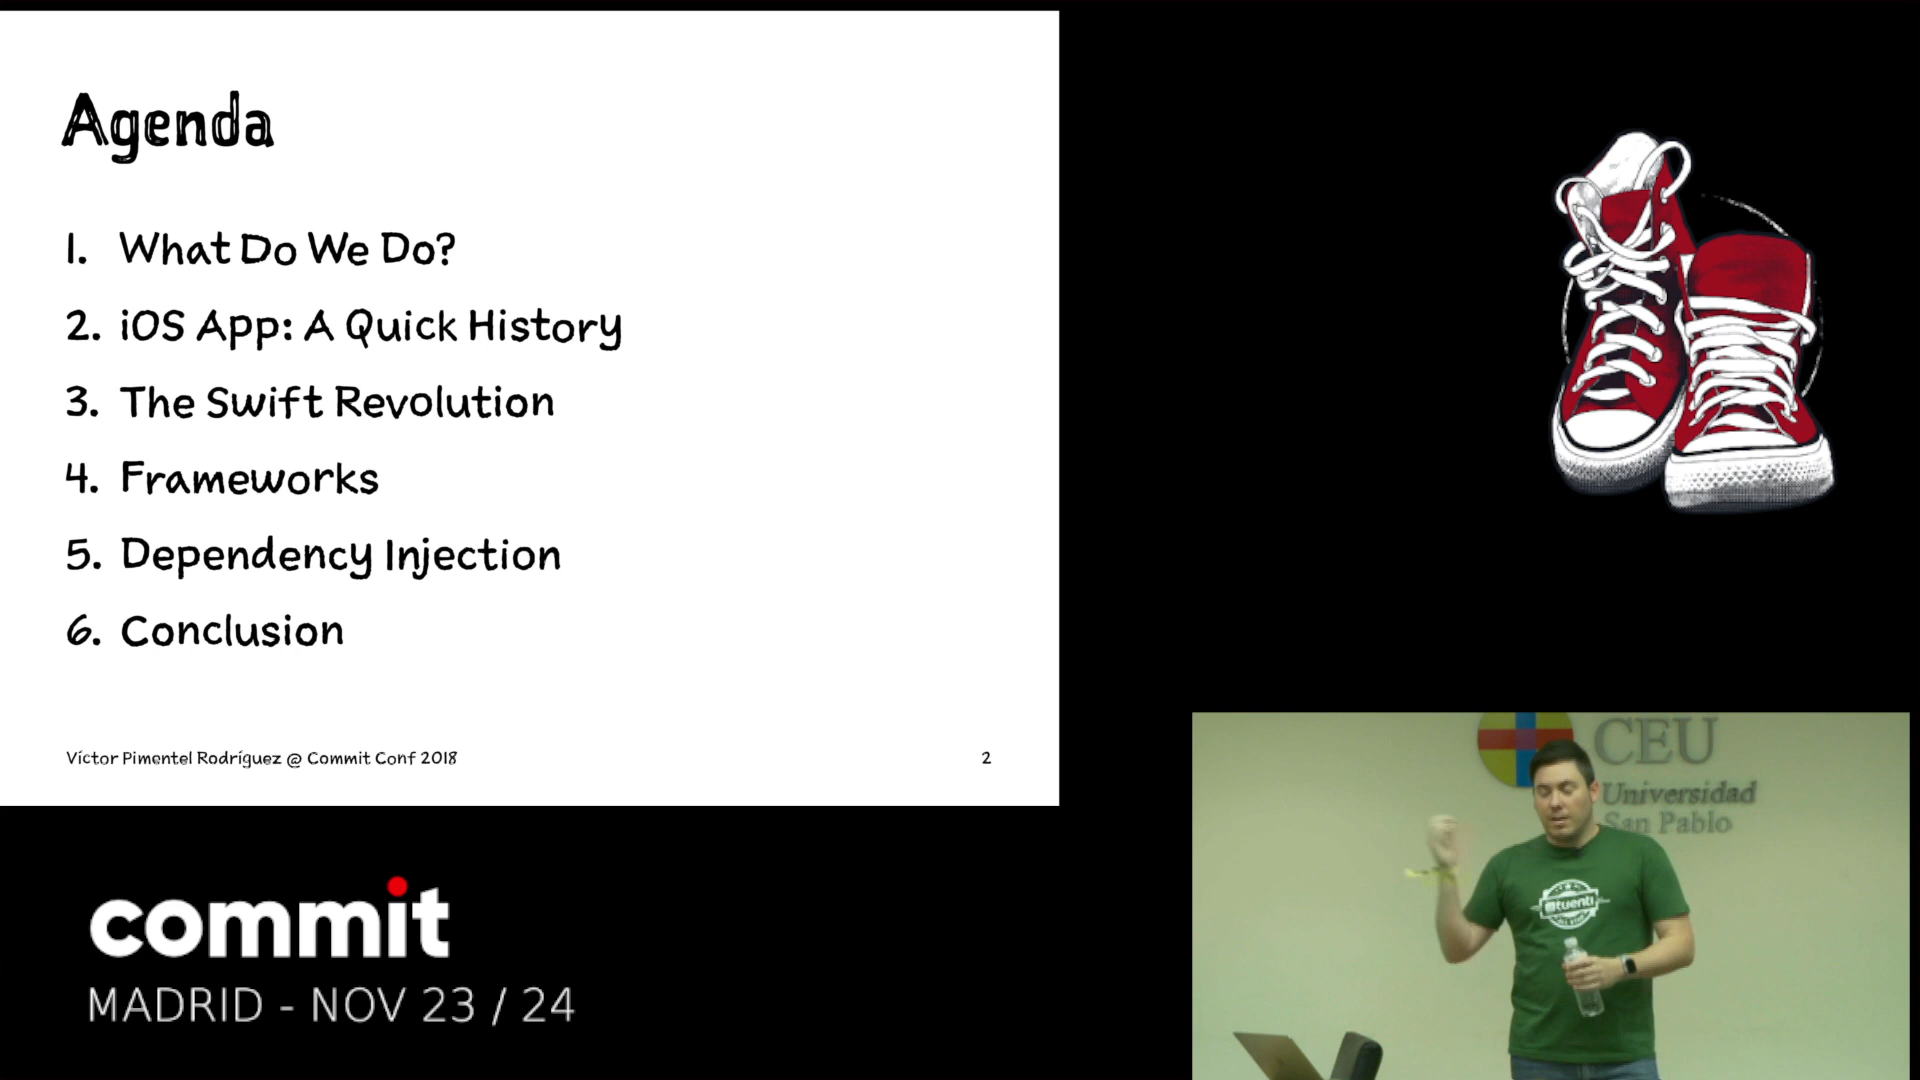 Agenda
1. What Do We Do?
2. iOS App: A Quick History
3. The Swift Revolution
4. Frameworks
5. Dependency Injection
6. Conclusion
Víctor Pimentel Rodríguez @ Commit Conf 2018
2
commit
MADRID - NOV 23 / 24
CEU
Universidad
San Pablo
tuenti